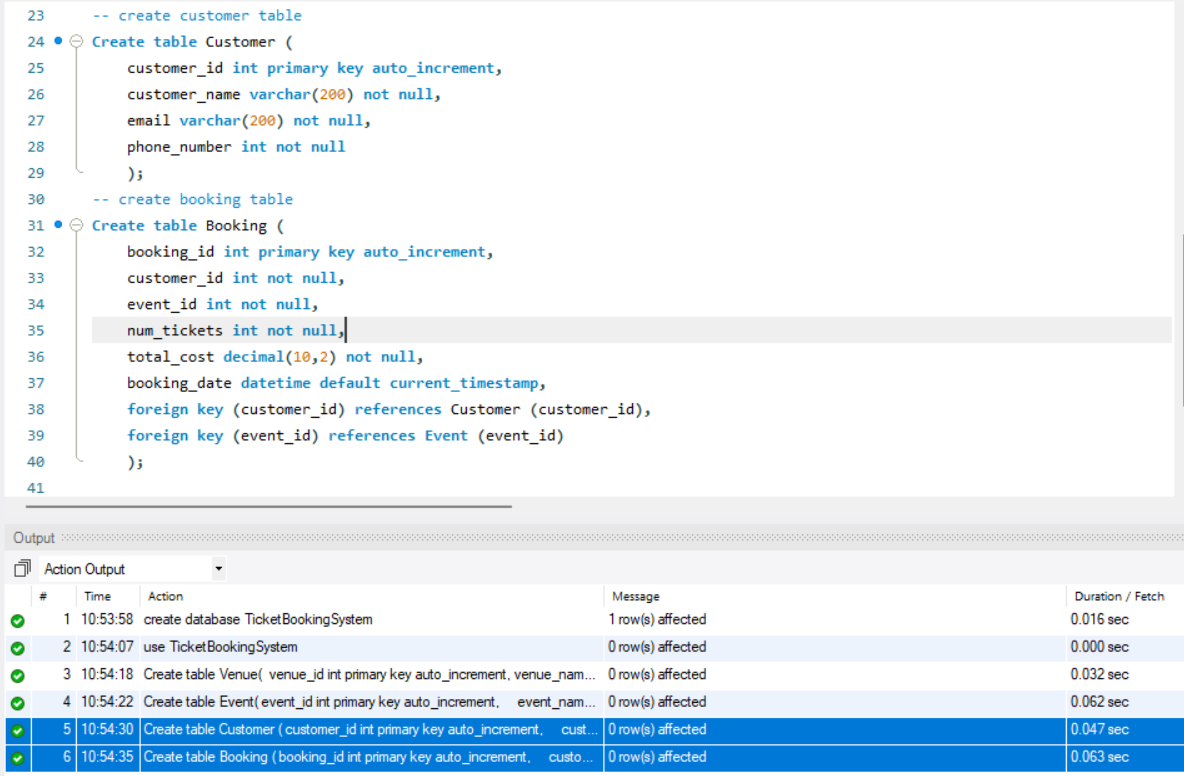 23 -- create customer table
24 Create table Customer (
25 customer_id int primary key auto_increment,
26 customer_name varchar(200) not null,
27 email varchar(200) not null,
28 phone_number int not null
29 );
30 -- create booking table
31 Create table Booking (
32 booking_id int primary key auto_increment,
33 customer_id int not null,
34 event_id int not null,
35 num_tickets int not null,
36 total_cost decimal(10,2) not null,
37 booking_date datetime default current_timestamp,
38 foreign key (customer_id) references Customer (customer_id),
39 foreign key (event_id) references Event (event_id)
40 );
41
Output
Action Output
# Time Action Message Duration / Fetch
1 10:53:58 create database TicketBookingSystem 1 row(s) affected 0.016 sec
2 10:54:07 use TicketBookingSystem 0 row(s) affected 0.000 sec
3 10:54:18 Create table Venue( venue_id int primary key auto_increment, venue_nam... 0 row(s) affected 0.032 sec
4 10:54:22 Create table Event( event_id int primary key auto_increment, event_nam... 0 row(s) affected 0.062 sec
5 10:54:30 Create table Customer ( customer_id int primary key auto_increment, cust... 0 row(s) affected 0.047 sec
6 10:54:35 Create table Booking ( booking_id int primary key auto_increment, custo... 0 row(s) affected 0.063 sec